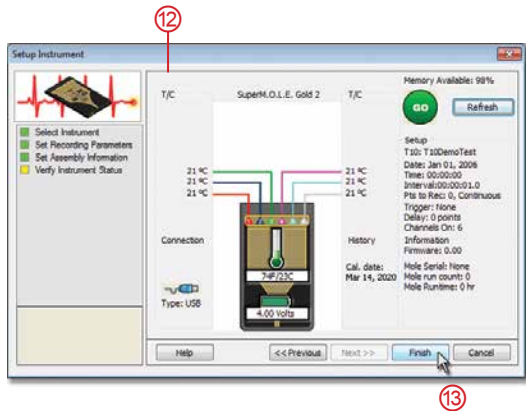 12
Setup Instrument
Select Instrument
Set Recording Parameters
Set Assembly Information
Verify Instrument Status
T/C
SuperM.O.L.E. Gold 2
T/C
21 ºC
21 ºC
21 ºC
21 ºC
21 ºC
21 ºC
Connection
Type: USB
74F/23C
4.00 Volts
History
Cal. date:
Mar 14, 2020
Memory Available: 98%
GO
Refresh
Setup
T10: T10DemoTest
Date: Jan 01, 2006
Time: 00:00:00
Interval:00:00:01.0
Pts to Rec: 0, Continuous
Trigger: None
Delay: 0 points
Channels On: 6
Information
Firmware: 0.00
Mole Serial: None
Mole run count: 0
Mole Runtime: 0 hr
Help
<< Previous
Next >>
Finish
Cancel
13